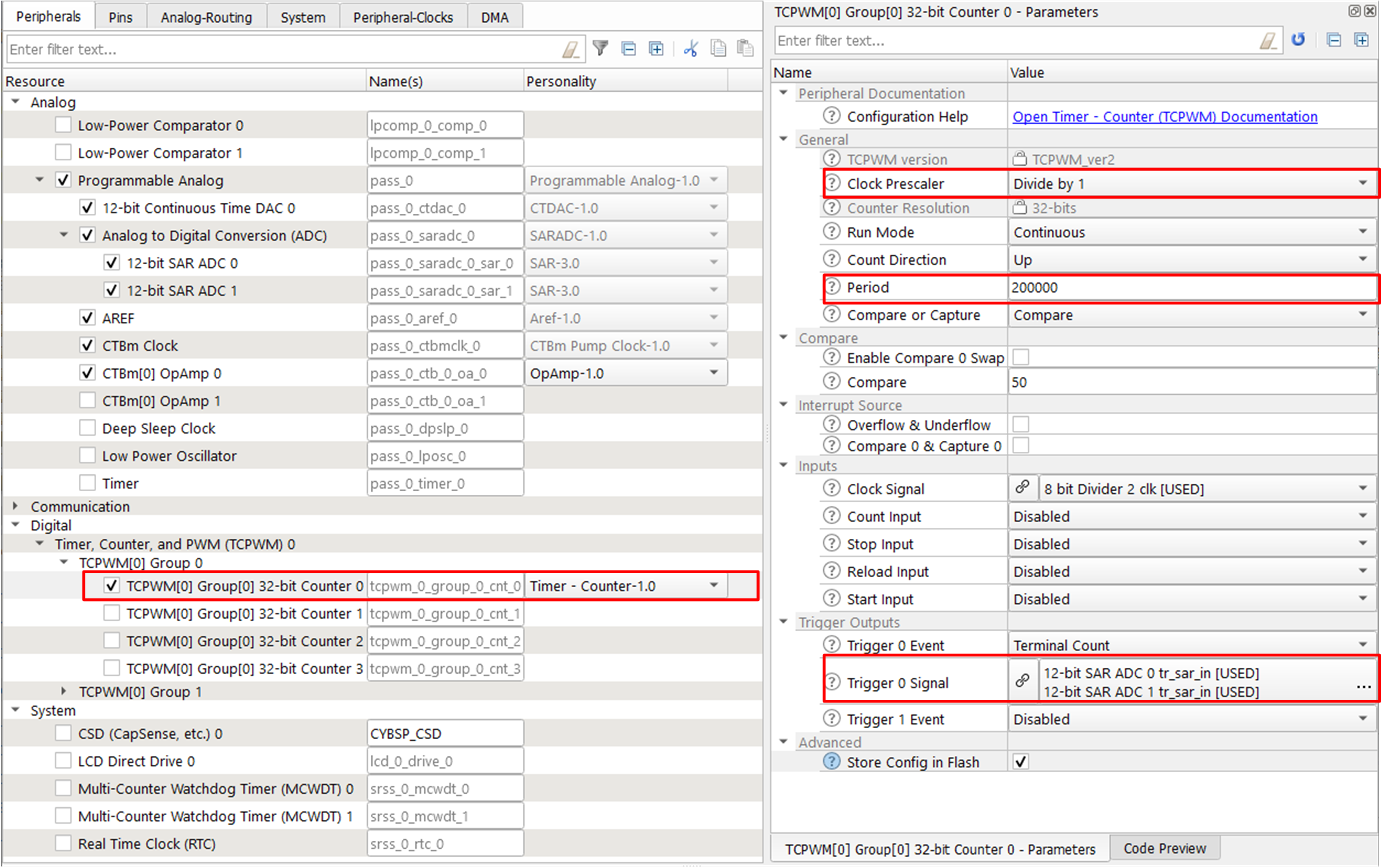 Peripherals Pins Analog-Routing System Peripheral-Clocks DMA
Enter filter text...
Resource Name(s) Personality
Analog
Low-Power Comparator 0 lpcomp_0_comp_0
Low-Power Comparator 1 lpcomp_0_comp_1
Programmable Analog pass_0 Programmable Analog-1.0
12-bit Continuous Time DAC 0 pass_0_ctdac_0 CTDAC-1.0
Analog to Digital Conversion (ADC) pass_0_saradc_0 SARADC-1.0
12-bit SAR ADC 0 pass_0_saradc_0_sar_0 SAR-3.0
12-bit SAR ADC 1 pass_0_saradc_0_sar_1 SAR-3.0
AREF pass_0_aref_0 Aref-1.0
CTBm Clock pass_0_ctbmclk_0 CTBm Pump Clock-1.0
CTBm[0] OpAmp 0 pass_0_ctb_0_oa_0 OpAmp-1.0
CTBm[0] OpAmp 1 pass_0_ctb_0_oa_1
Deep Sleep Clock pass_0_dpslp_0
Low Power Oscillator pass_0_lposc_0
Timer pass_0_timer_0
Communication
Digital
Timer, Counter, and PWM (TCPWM) 0
TCPWM[0] Group 0
TCPWM[0] Group[0] 32-bit Counter 0 tcpwm_0_group_0_cnt_0 Timer - Counter-1.0
TCPWM[0] Group[0] 32-bit Counter 1 tcpwm_0_group_0_cnt_1
TCPWM[0] Group[0] 32-bit Counter 2 tcpwm_0_group_0_cnt_2
TCPWM[0] Group[0] 32-bit Counter 3 tcpwm_0_group_0_cnt_3
TCPWM[0] Group 1
System
CSD (CapSense, etc.) 0 CYBSP_CSD
LCD Direct Drive 0 lcd_0_drive_0
Multi-Counter Watchdog Timer (MCWDT) 0 srss_0_mcwdt_0
Multi-Counter Watchdog Timer (MCWDT) 1 srss_0_mcwdt_1
Real Time Clock (RTC) srss_0_rtc_0
TCPWM[0] Group[0] 32-bit Counter 0 - Parameters
Enter filter text...
Name Value
Peripheral Documentation
Configuration Help Open Timer - Counter (TCPWM) Documentation
General
TCPWM version TCPWM_ver2
Clock Prescaler Divide by 1
Counter Resolution 32-bits
Run Mode Continuous
Count Direction Up
Period 200000
Compare or Capture Compare
Compare
Enable Compare 0 Swap
Compare 50
Interrupt Source
Overflow & Underflow
Compare 0 & Capture 0
Inputs
Clock Signal 8 bit Divider 2 clk [USED]
Count Input Disabled
Stop Input Disabled
Reload Input Disabled
Start Input Disabled
Trigger Outputs
Trigger 0 Event Terminal Count
Trigger 0 Signal 12-bit SAR ADC 0 tr_sar_in [USED]
12-bit SAR ADC 1 tr_sar_in [USED] ...
Trigger 1 Event Disabled
Advanced
Store Config in Flash
TCPWM[0] Group[0] 32-bit Counter 0 - Parameters Code Preview